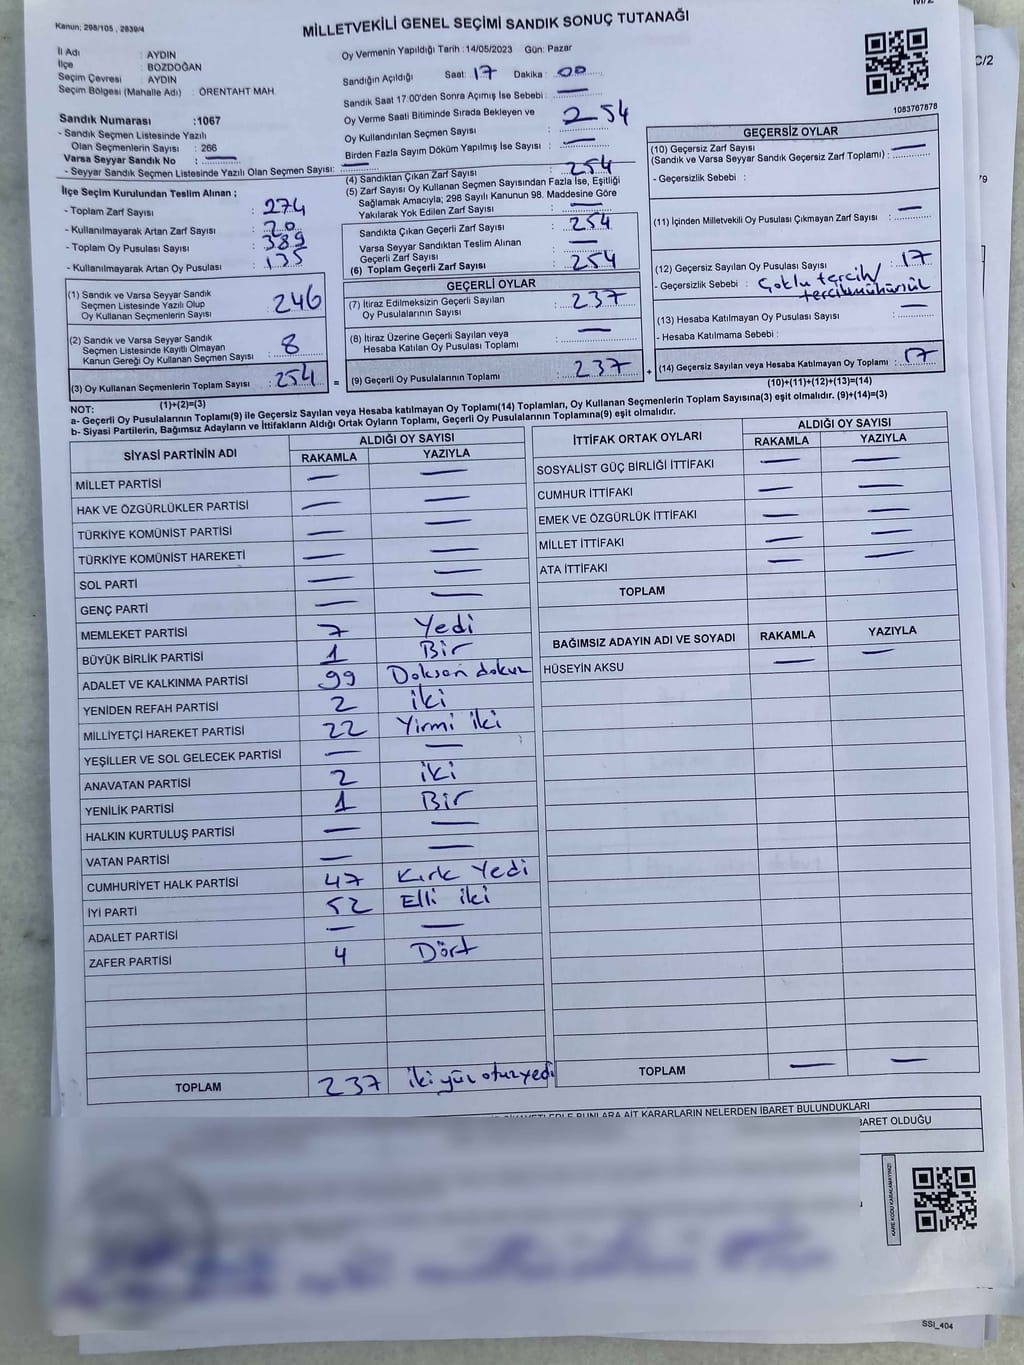 Kanun; 298/105 , 2839/4
MİLLETVEKİLİ GENEL SEÇİMİ SANDIK SONUÇ TUTANAĞI
İl Adı : AYDIN
İlçe : BOZDOĞAN
Seçim Çevresi : AYDIN
Seçim Bölgesi (Mahalle Adı) : ÖRENTAHT MAH.
Oy Vermenin Yapıldığı Tarih :14/05/2023 Gün: Pazar
Sandığın Açıldığı Saat: 17 Dakika : 00
Sandık Saat 17:00'den Sonra Açımış İse Sebebi : —
Oy Verme Saati Bitiminde Sırada Bekleyen ve
Oy Kullandırılan Seçmen Sayısı : 254
Birden Fazla Sayım Döküm Yapılmış İse Sayısı : —
1083767878
Sandık Numarası :1067
- Sandık Seçmen Listesinde Yazılı
Olan Seçmenlerin Sayısı : 266
Varsa Seyyar Sandık No : —
- Seyyar Sandık Seçmen Listesinde Yazılı Olan Seçmen Sayısı: —
İlçe Seçim Kurulundan Teslim Alınan ;
- Toplam Zarf Sayısı : 274
- Kullanılmayarak Artan Zarf Sayısı : 20
- Toplam Oy Pusulası Sayısı : 389
- Kullanılmayarak Artan Oy Pusulası : 135
(1) Sandık ve Varsa Seyyar Sandık
Seçmen Listesinde Yazılı Olup
Oy Kullanan Seçmenlerin Sayısı : 246
(2) Sandık ve Varsa Seyyar Sandık
Seçmen Listesinde Kayıtlı Olmayan
Kanun Gereği Oy Kullanan Seçmen Sayısı : 8
(3) Oy Kullanan Seçmenlerin Toplam Sayısı : 254
(1)+(2)=(3)
(4) Sandıktan Çıkan Zarf Sayısı : 254
(5) Zarf Sayısı Oy Kullanan Seçmen Sayısından Fazla İse, Eşitliği
Sağlamak Amacıyla; 298 Sayılı Kanunun 98. Maddesine Göre
Yakılarak Yok Edilen Zarf Sayısı : —
Sandıkta Çıkan Geçerli Zarf Sayısı : 254
Varsa Seyyar Sandıktan Teslim Alınan
Geçerli Zarf Sayısı : —
(6) Toplam Geçerli Zarf Sayısı : 254
GEÇERLİ OYLAR
(7) İtiraz Edilmeksizin Geçerli Sayılan
Oy Pusulalarının Sayısı : 237
(8) İtiraz Üzerine Geçerli Sayılan veya
Hesaba Katılan Oy Pusulası Toplamı : —
= (9) Geçerli Oy Pusulalarının Toplamı : 237 +
GEÇERSİZ OYLAR
(10) Geçersiz Zarf Sayısı
(Sandık ve Varsa Seyyar Sandık Geçersiz Zarf Toplamı) : —
- Geçersizlik Sebebi :
(11) İçinden Milletvekili Oy Pusulası Çıkmayan Zarf Sayısı : —
(12) Geçersiz Sayılan Oy Pusulası Sayısı : 17
- Geçersizlik Sebebi : Çoklu tercih/
(13) Hesaba Katılmayan Oy Pusulası Sayısı : —
- Hesaba Katılmama Sebebi :
(14) Geçersiz Sayılan veya Hesaba Katılmayan Oy Toplamı : 17
(10)+(11)+(12)+(13)=(14)
NOT:
a- Geçerli Oy Pusulalarının Toplamı(9) ile Geçersiz Sayılan veya Hesaba katılmayan Oy Toplamı(14) Toplamları, Oy Kullanan Seçmenlerin Toplam Sayısına(3) eşit olmalıdır. (9)+(14)=(3)
b- Siyasi Partilerin, Bağımsız Adayların ve İttifakların Aldığı Ortak Oyların Toplamı, Geçerli Oy Pusulalarının Toplamına(9) eşit olmalıdır.
SİYASİ PARTİNİN ADI ALDIĞI OY SAYISI
RAKAMLA YAZIYLA
MİLLET PARTİSİ — —
HAK VE ÖZGÜRLÜKLER PARTİSİ — —
TÜRKİYE KOMÜNİST PARTİSİ — —
TÜRKİYE KOMÜNİST HAREKETİ — —
SOL PARTİ — —
GENÇ PARTİ — —
MEMLEKET PARTİSİ 7 Yedi
BÜYÜK BİRLİK PARTİSİ 1 Bir
ADALET VE KALKINMA PARTİSİ 99 Doksan dokuz
YENİDEN REFAH PARTİSİ 2 iki
MİLLİYETÇİ HAREKET PARTİSİ 22 Yirmi iki
YEŞİLLER VE SOL GELECEK PARTİSİ — —
ANAVATAN PARTİSİ 2 iki
YENİLİK PARTİSİ 1 Bir
HALKIN KURTULUŞ PARTİSİ — —
VATAN PARTİSİ — —
CUMHURİYET HALK PARTİSİ 47 Kırk Yedi
İYİ PARTİ 52 Elli iki
ADALET PARTİSİ — —
ZAFER PARTİSİ 4 Dört
TOPLAM 237 iki yüz otuzyedi
İTTİFAK ORTAK OYLARI ALDIĞI OY SAYISI
RAKAMLA YAZIYLA
SOSYALİST GÜÇ BİRLİĞİ İTTİFAKI — —
CUMHUR İTTİFAKI — —
EMEK VE ÖZGÜRLÜK İTTİFAKI — —
MİLLET İTTİFAKI — —
ATA İTTİFAKI — —
TOPLAM
BAĞIMSIZ ADAYIN ADI VE SOYADI RAKAMLA YAZIYLA
HÜSEYİN AKSU — —
TOPLAM — —
BUNLARA AİT KARARLARIN NELERDEN İBARET BULUNDUKLARI
OLDUĞU
KARE KODU KARALAMAYINIZ!
SSİ_404
C/2